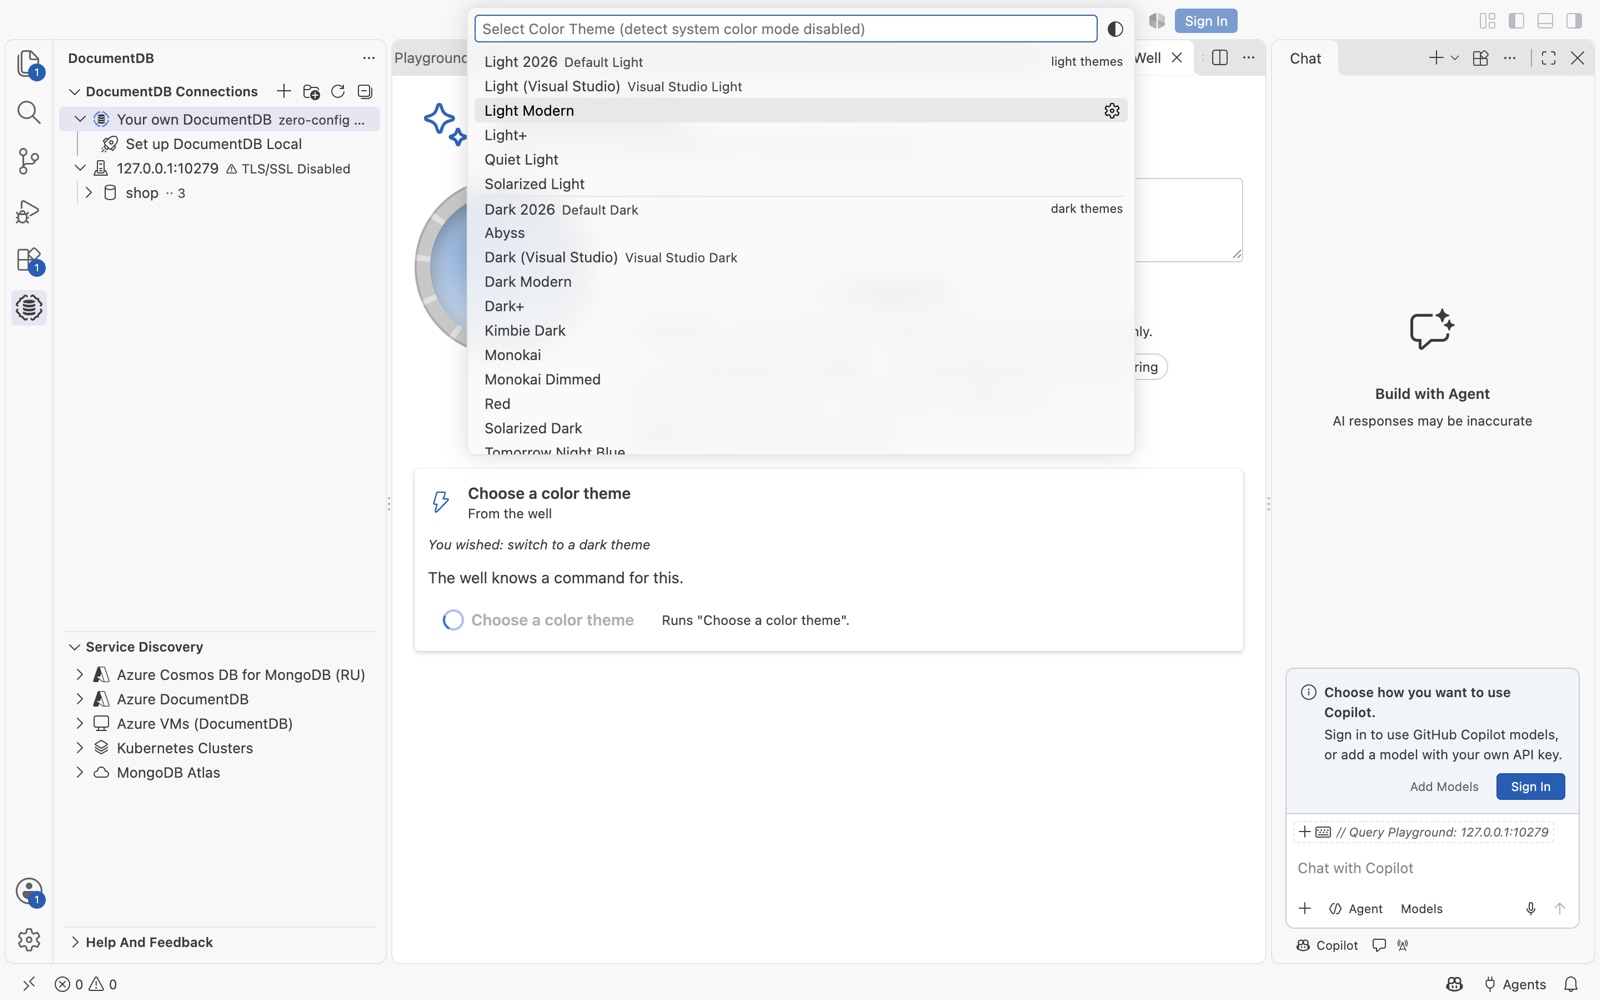 Select Color Theme (detect system color mode disabled)
Sign In
Light 2026 Default Light
light themes
Light (Visual Studio) Visual Studio Light
Light Modern
Light+
Quiet Light
Solarized Light
Dark 2026 Default Dark
dark themes
Abyss
Dark (Visual Studio) Visual Studio Dark
Dark Modern
Dark+
Kimbie Dark
Monokai
Monokai Dimmed
Red
Solarized Dark
Tomorrow Night Blue
1
1
1
DocumentDB
DocumentDB Connections
Your own DocumentDB zero-config ...
Set up DocumentDB Local
127.0.0.1:10279 TLS/SSL Disabled
shop ·· 3
Service Discovery
Azure Cosmos DB for MongoDB (RU)
Azure DocumentDB
Azure VMs (DocumentDB)
Kubernetes Clusters
MongoDB Atlas
Help And Feedback
Playground
Well
Choose a color theme
From the well
You wished: switch to a dark theme
The well knows a command for this.
Choose a color theme
Runs "Choose a color theme".
Chat
Build with Agent
AI responses may be inaccurate
Choose how you want to use
Copilot.
Sign in to use GitHub Copilot models,
or add a model with your own API key.
Add Models
Sign In
// Query Playground: 127.0.0.1:10279
Chat with Copilot
Agent
Models
Copilot
0
0
Agents